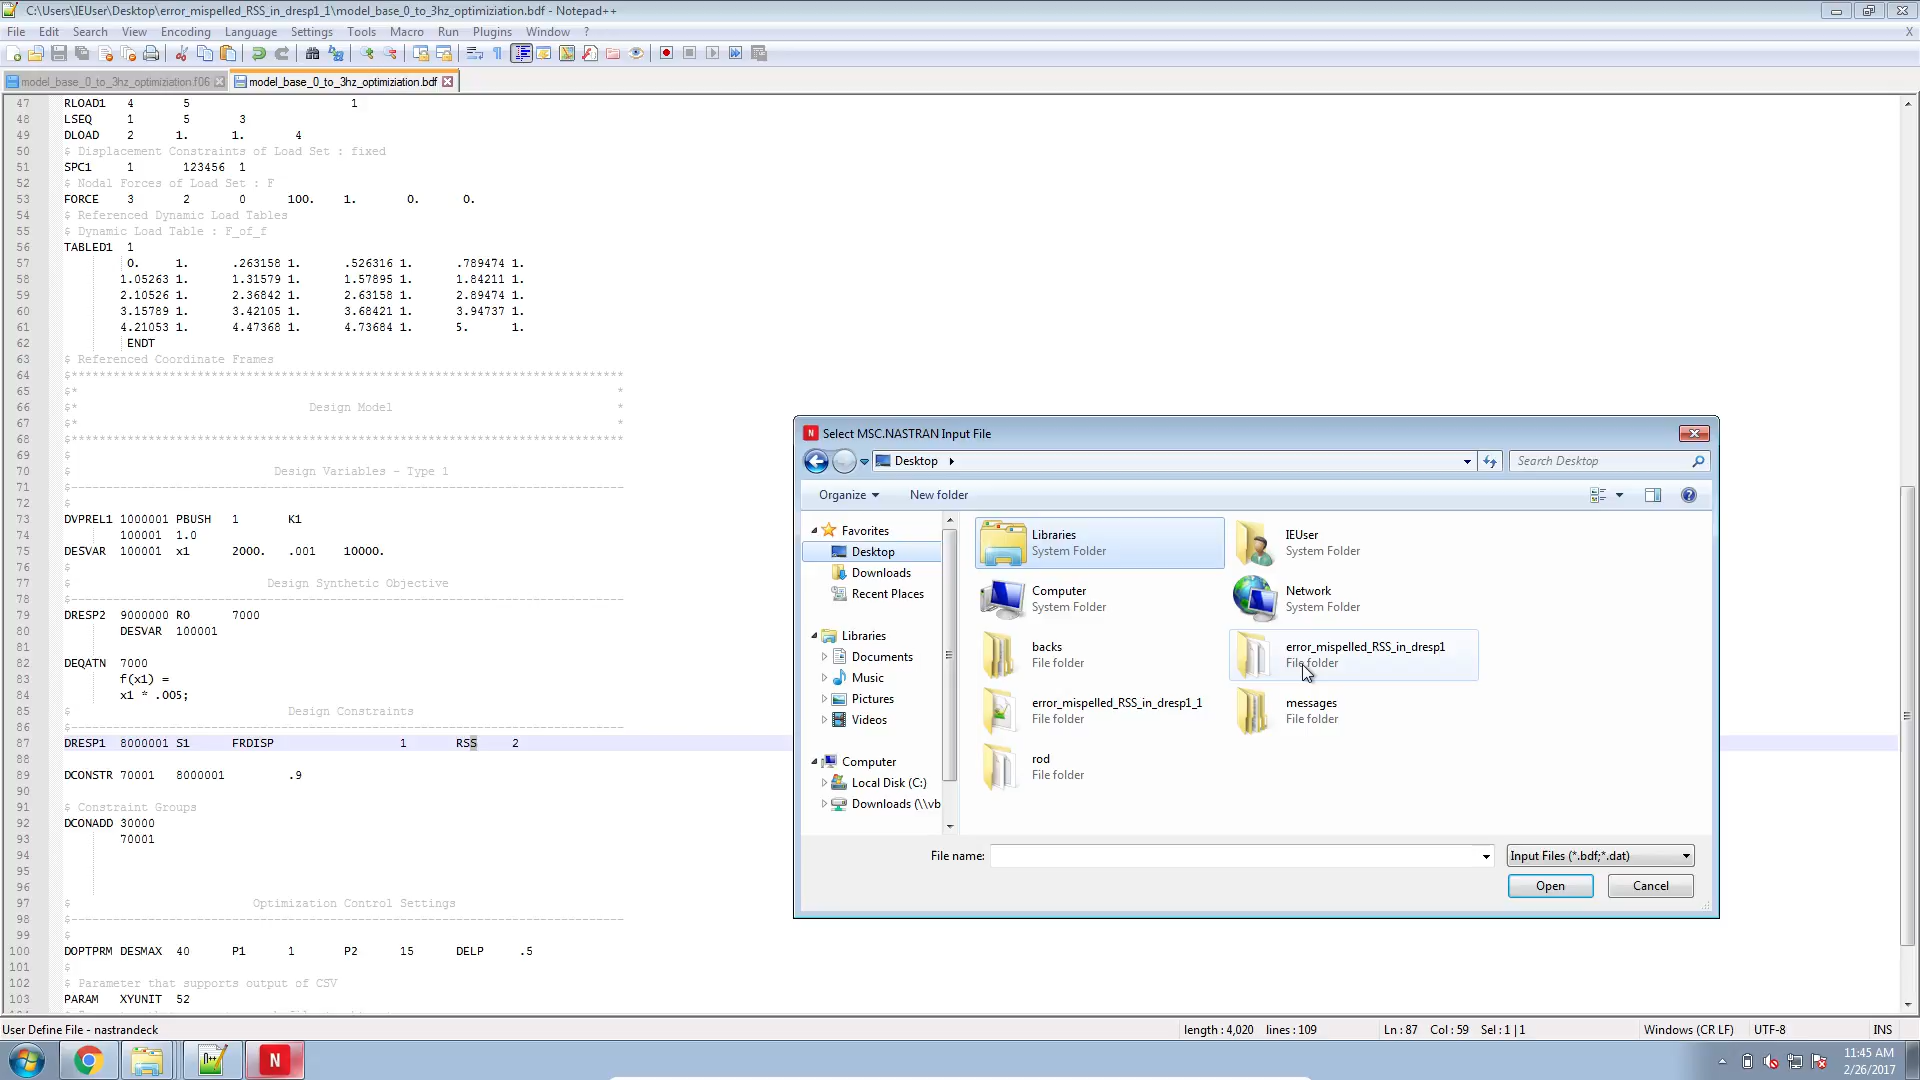 C:\Users\IEUser\Desktop\error_mispelled_RSS_in_dresp1_1\model_base_0_to_3hz_optimiziation.bdf - Notepad++
File Edit Search View Encoding Language Settings Tools Macro Run Plugins Window ? X
model_base_0_to_3hz_optimiziation.f06 model_base_0_to_3hz_optimiziation.bdf
47 RLOAD1 4 5 1
48 LSEQ 1 5 3
49 DLOAD 2 1. 1. 4
50 $ Displacement Constraints of Load Set : fixed
51 SPC1 1 123456 1
52 $ Nodal Forces of Load Set : F
53 FORCE 3 2 0 100. 1. 0. 0.
54 $ Referenced Dynamic Load Tables
55 $ Dynamic Load Table : F_of_f
56 TABLED1 1
57 0. 1. .263158 1. .526316 1. .789474 1.
58 1.05263 1. 1.31579 1. 1.57895 1. 1.84211 1.
59 2.10526 1. 2.36842 1. 2.63158 1. 2.89474 1.
60 3.15789 1. 3.42105 1. 3.68421 1. 3.94737 1.
61 4.21053 1. 4.47368 1. 4.73684 1. 5. 1.
62 ENDT
63 $ Referenced Coordinate Frames
64 $*******************************************************************************
65 $* *
66 $* Design Model *
67 $* *
68 $*******************************************************************************
69 $
70 $ Design Variables - Type 1
71 $-------------------------------------------------------------------------------
72 $
73 DVPREL1 1000001 PBUSH 1 K1
74 100001 1.0
75 DESVAR 100001 x1 2000. .001 10000.
76 $
77 $ Design Synthetic Objective
78 $-------------------------------------------------------------------------------
79 DRESP2 9000000 RO 7000
80 DESVAR 100001
81
82 DEQATN 7000
83 f(x1) =
84 x1 * .005;
85 $ Design Constraints
86 $-------------------------------------------------------------------------------
87 DRESP1 8000001 S1 FRDISP 1 RSS 2
88
89 DCONSTR 70001 8000001 .9
90
91 $ Constraint Groups
92 DCONADD 30000
93 70001
94
95
96
97 $ Optimization Control Settings
98 $-------------------------------------------------------------------------------
99 $
100 DOPTPRM DESMAX 40 P1 1 P2 15 DELP .5
101 $
102 $ Parameter that supports output of CSV
103 PARAM XYUNIT 52
Select MSC.NASTRAN Input File
Desktop
Search Desktop
Organize New folder
Favorites
Desktop
Downloads
Recent Places
Libraries
Documents
Music
Pictures
Videos
Computer
Local Disk (C:)
Downloads (\\vb
Libraries
System Folder
IEUser
System Folder
Computer
System Folder
Network
System Folder
backs
File folder
error_mispelled_RSS_in_dresp1
File folder
error_mispelled_RSS_in_dresp1_1
File folder
messages
File folder
rod
File folder
File name: Input Files (*.bdf;*.dat)
Open Cancel
User Define File - nastrandeck length : 4,020 lines : 109 Ln : 87 Col : 59 Sel : 1 | 1 Windows (CR LF) UTF-8 INS
N
11:45 AM
2/26/2017